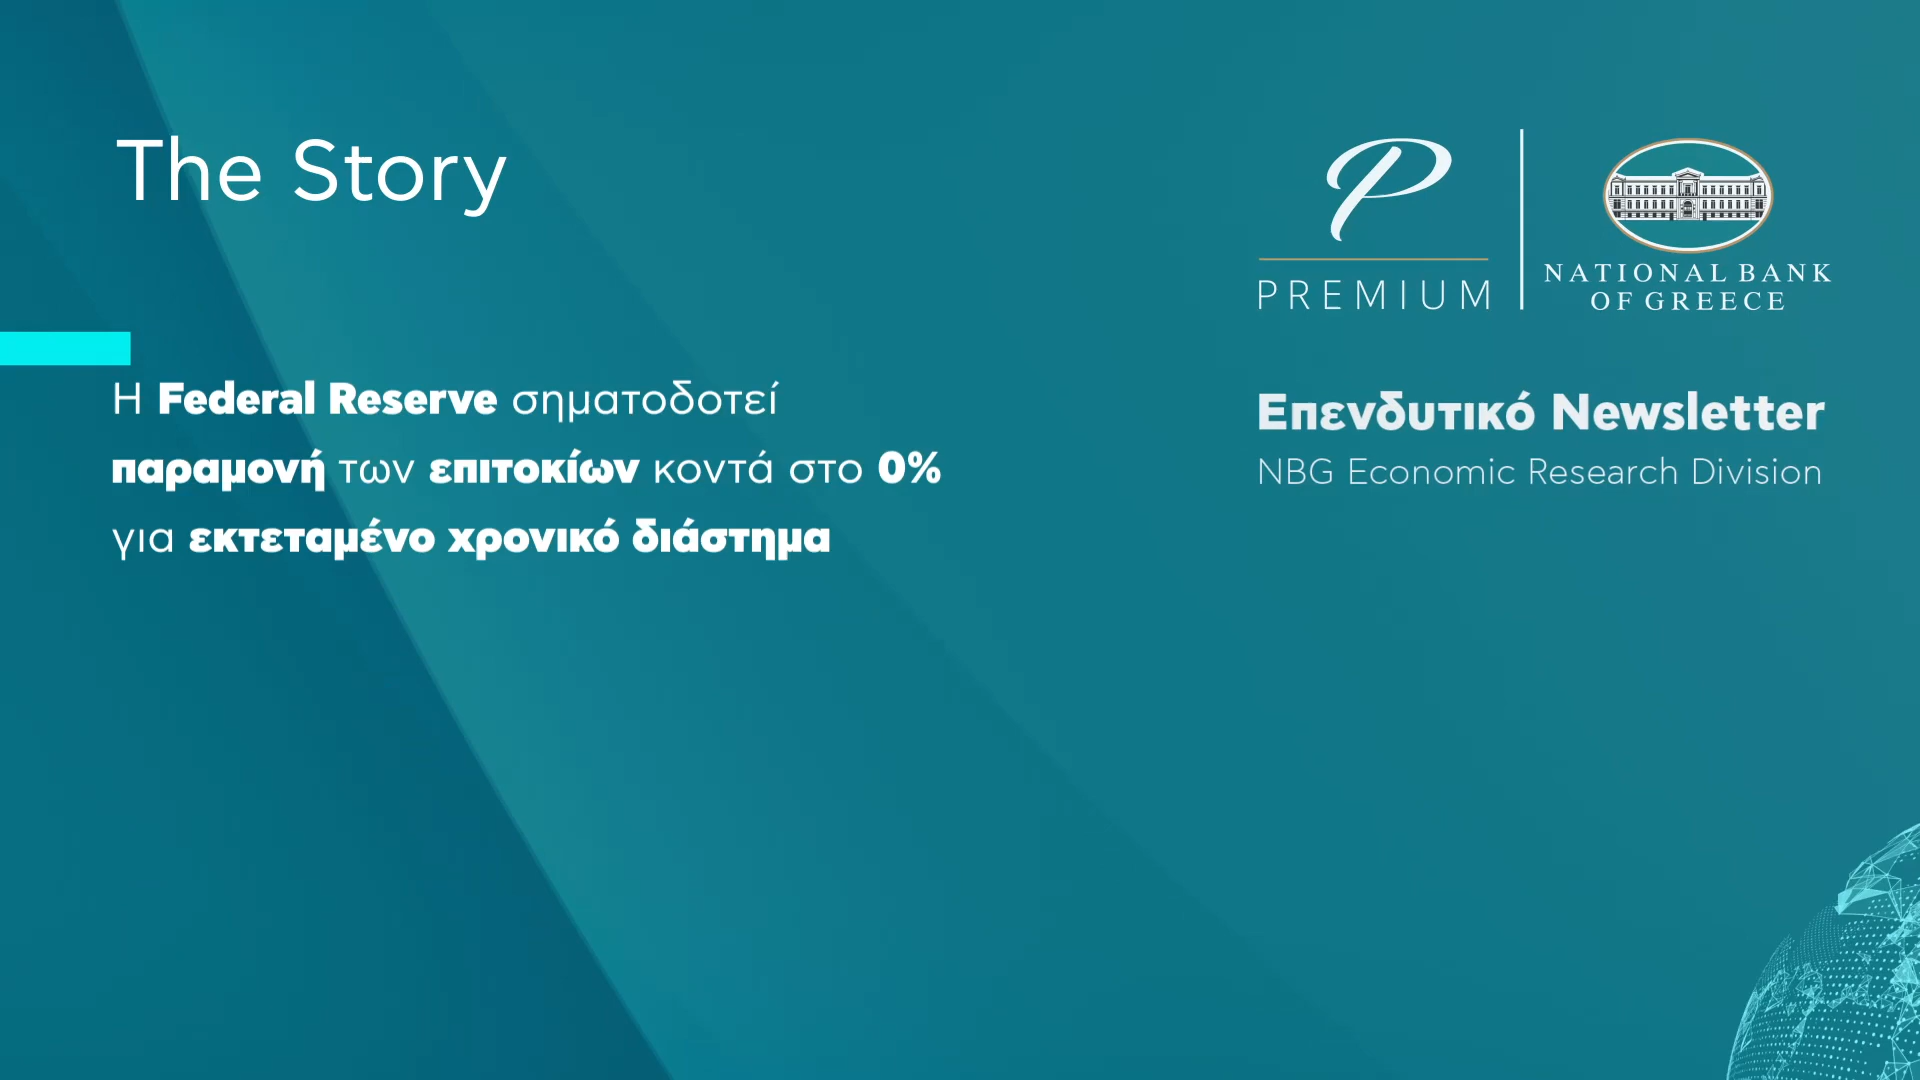 The Story
Η Federal Reserve σηματοδοτεί
παραμονή των επιτοκίων κοντά στο 0%
για εκτεταμένο χρονικό διάστημα
P
PREMIUM
NATIONAL BANK
OF GREECE
Επενδυτικό Newsletter
NBG Economic Research Division